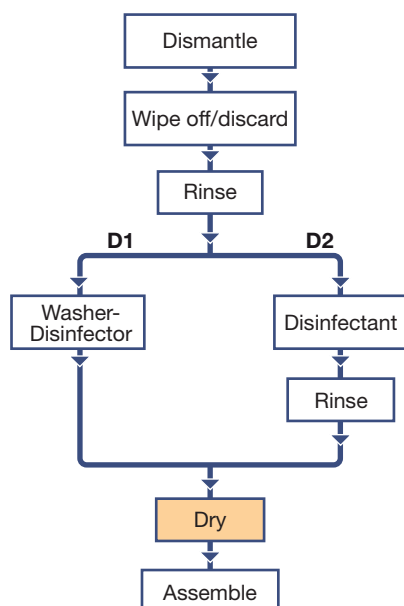 Dismantle
Wipe off/discard
Rinse
D1
D2
Washer-
Disinfector
Disinfectant
Rinse
Dry
Assemble